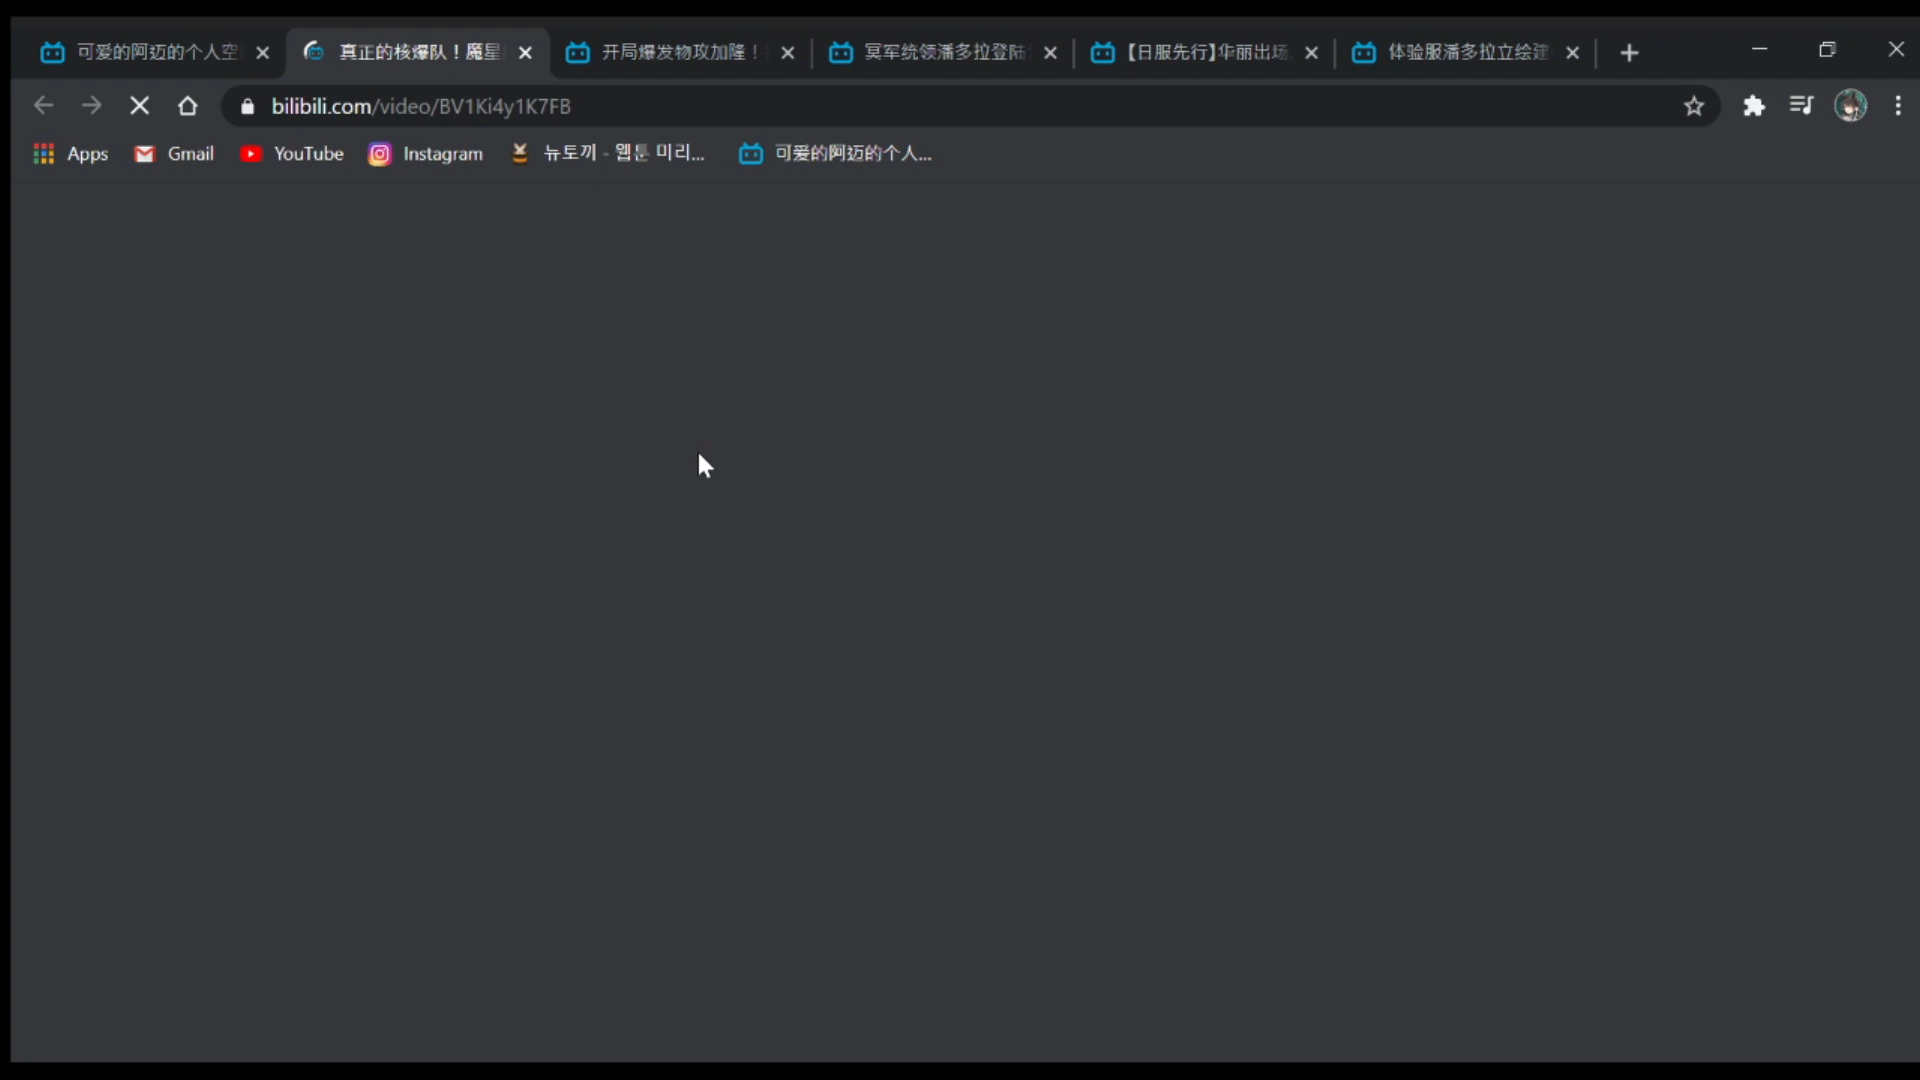 可爱的阿迈的个人空
真正的核爆队！魔星
开局爆发物攻加隆！
冥军统领潘多拉登陆
【日服先行】华丽出场
体验服潘多拉立绘建
bilibili.com/video/BV1Ki4y1K7FB
Apps
Gmail
YouTube
Instagram
뉴토끼 - 웹툰 미리...
可爱的阿迈的个人...